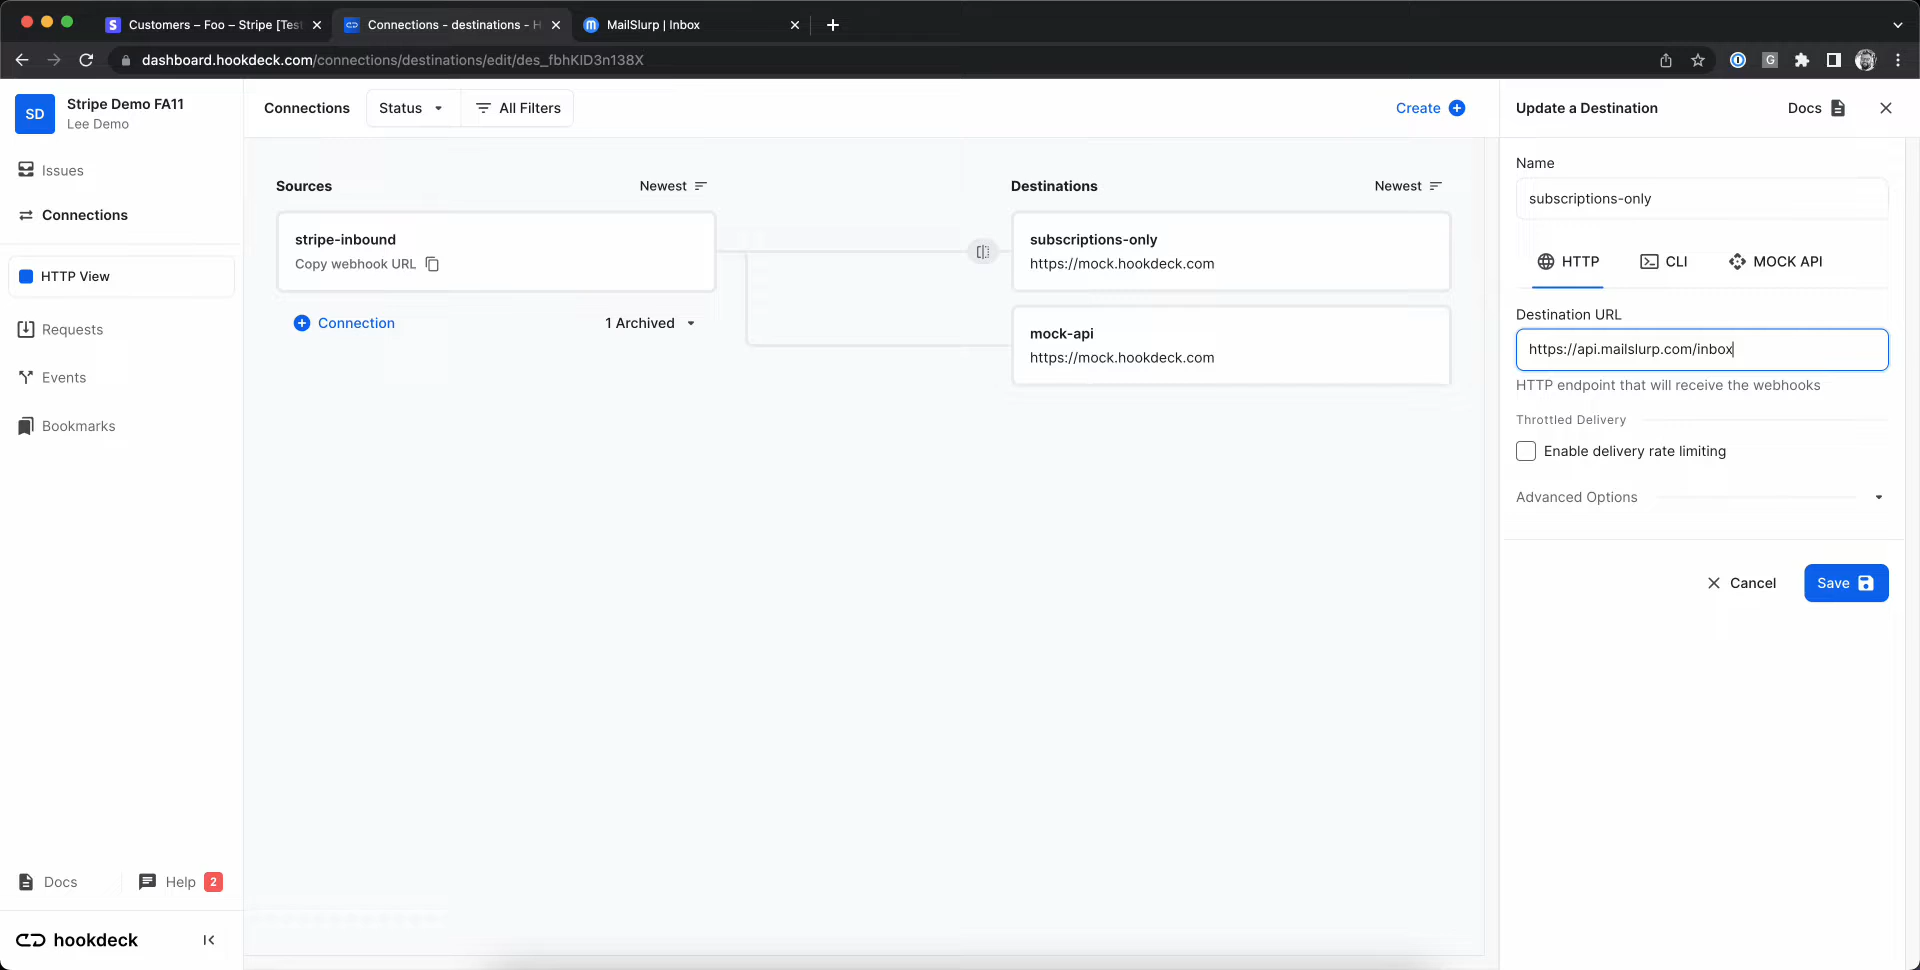 Customers – Foo – Stripe [Test
Connections - destinations - H
MailSlurp | Inbox
dashboard.hookdeck.com/connections/destinations/edit/des_fbhKID3n138X
SD
Stripe Demo FA11
Lee Demo
Issues
Connections
HTTP View
Requests
Events
Bookmarks
Docs
Help 2
hookdeck
Connections
Status
All Filters
Create
Sources
Newest
stripe-inbound
Copy webhook URL
Connection
1 Archived
Destinations
Newest
subscriptions-only
https://mock.hookdeck.com
mock-api
https://mock.hookdeck.com
Update a Destination
Docs
Name
subscriptions-only
HTTP
CLI
MOCK API
Destination URL
https://api.mailslurp.com/inbox
HTTP endpoint that will receive the webhooks
Throttled Delivery
Enable delivery rate limiting
Advanced Options
Cancel
Save